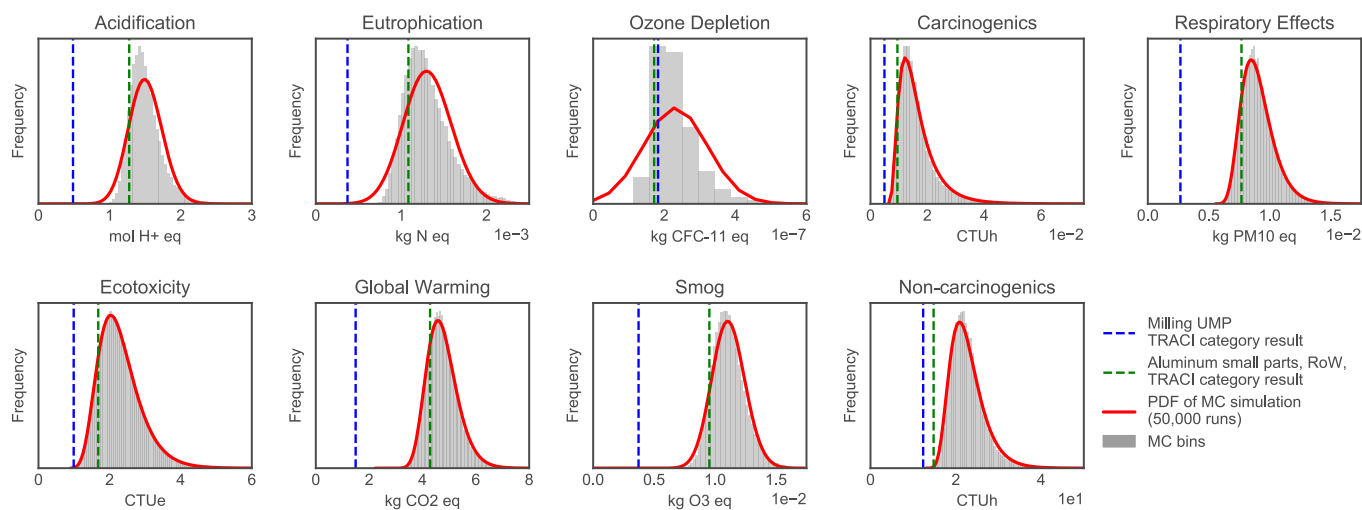 Acidification
Frequency
0 1 2 3
mol H+ eq
Eutrophication
Frequency
0 1 2
kg N eq
1e−3
Ozone Depletion
Frequency
0 2 4 6
kg CFC-11 eq
1e−7
Carcinogenics
Frequency
0 2 4 6
CTUh
1e−2
Respiratory Effects
Frequency
0.0 0.5 1.0 1.5
kg PM10 eq
1e−2
Ecotoxicity
Frequency
0 2 4 6
CTUe
Global Warming
Frequency
0 2 4 6 8
kg CO2 eq
Smog
Frequency
0.0 0.5 1.0 1.5
kg O3 eq
1e−2
Non-carcinogenics
Frequency
0 2 4
CTUh
1e1
Milling UMP
TRACI category result
Aluminum small parts, RoW,
TRACI category result
PDF of MC simulation
(50,000 runs)
MC bins